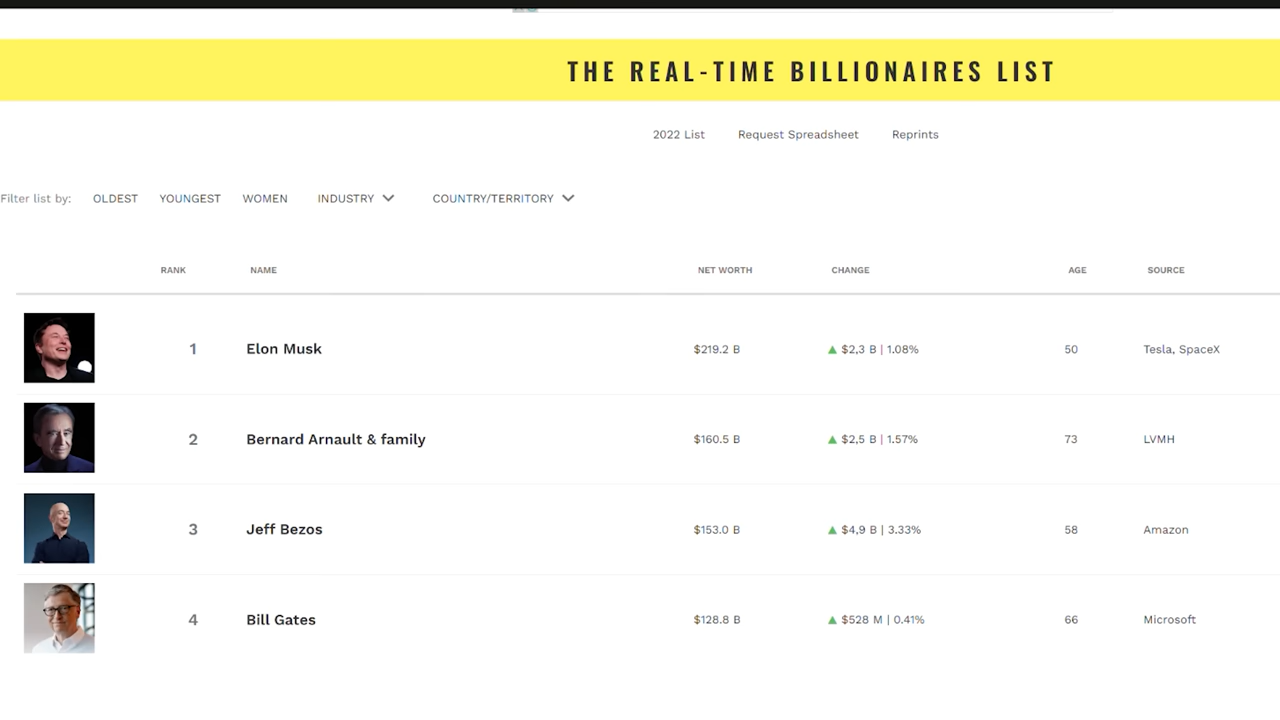 THE REAL-TIME BILLIONAIRES LIST
2022 List Request Spreadsheet Reprints
Filter list by: OLDEST YOUNGEST WOMEN INDUSTRY COUNTRY/TERRITORY
RANK NAME NET WORTH CHANGE AGE SOURCE
1 Elon Musk $219.2 B $2,3 B | 1.08% 50 Tesla, SpaceX
2 Bernard Arnault & family $160.5 B $2,5 B | 1.57% 73 LVMH
3 Jeff Bezos $153.0 B $4,9 B | 3.33% 58 Amazon
4 Bill Gates $128.8 B $528 M | 0.41% 66 Microsoft